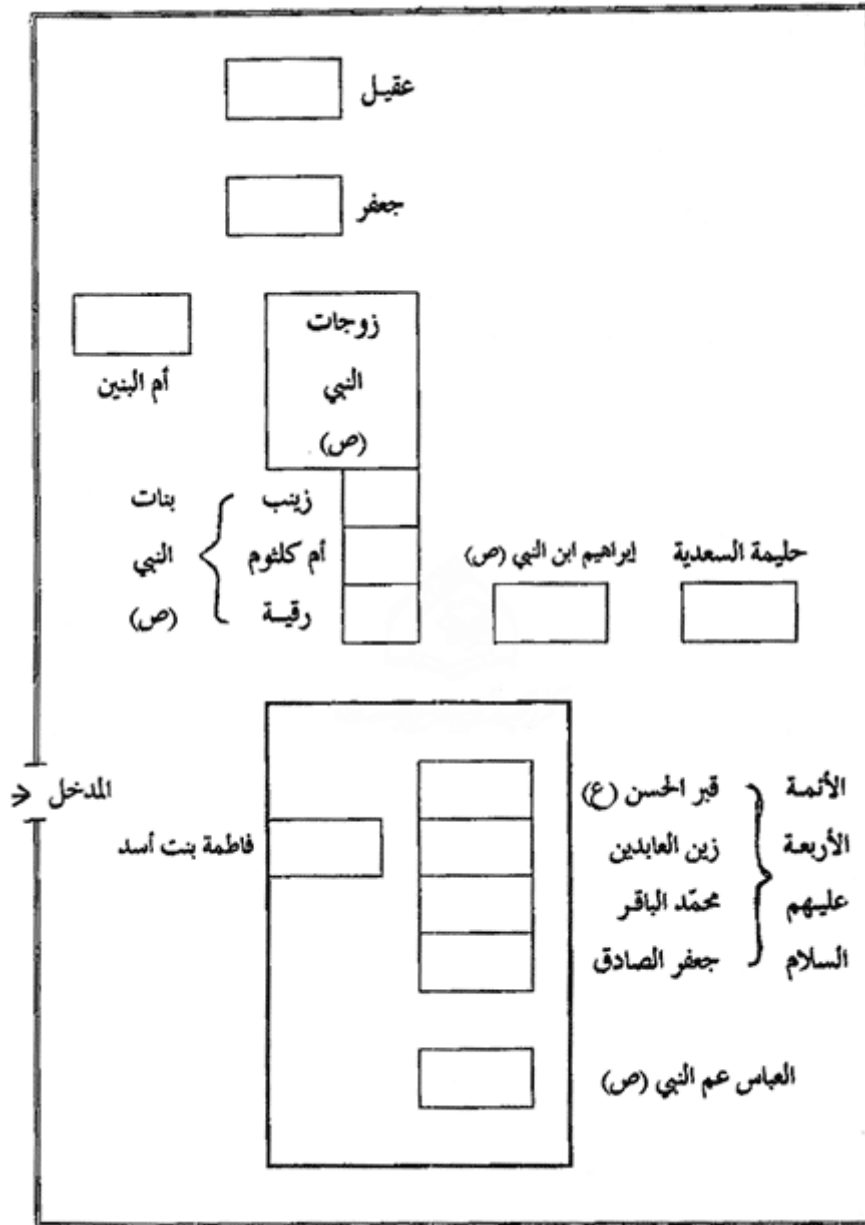 عقيل
جعفر
زوجات
النبي
(ص)
أم البنين
زينب
أم كلثوم
رقية
بنات
النبي
(ص)
حليمة السعدية
إبراهيم ابن النبي (ص)
الأئمة
الأربعة
عليهم
السلام
قبر الحسن (ع)
زين العابدين
محمّد الباقر
جعفر الصادق
فاطمة بنت أسد
المدخل
العباس عم النبي (ص)